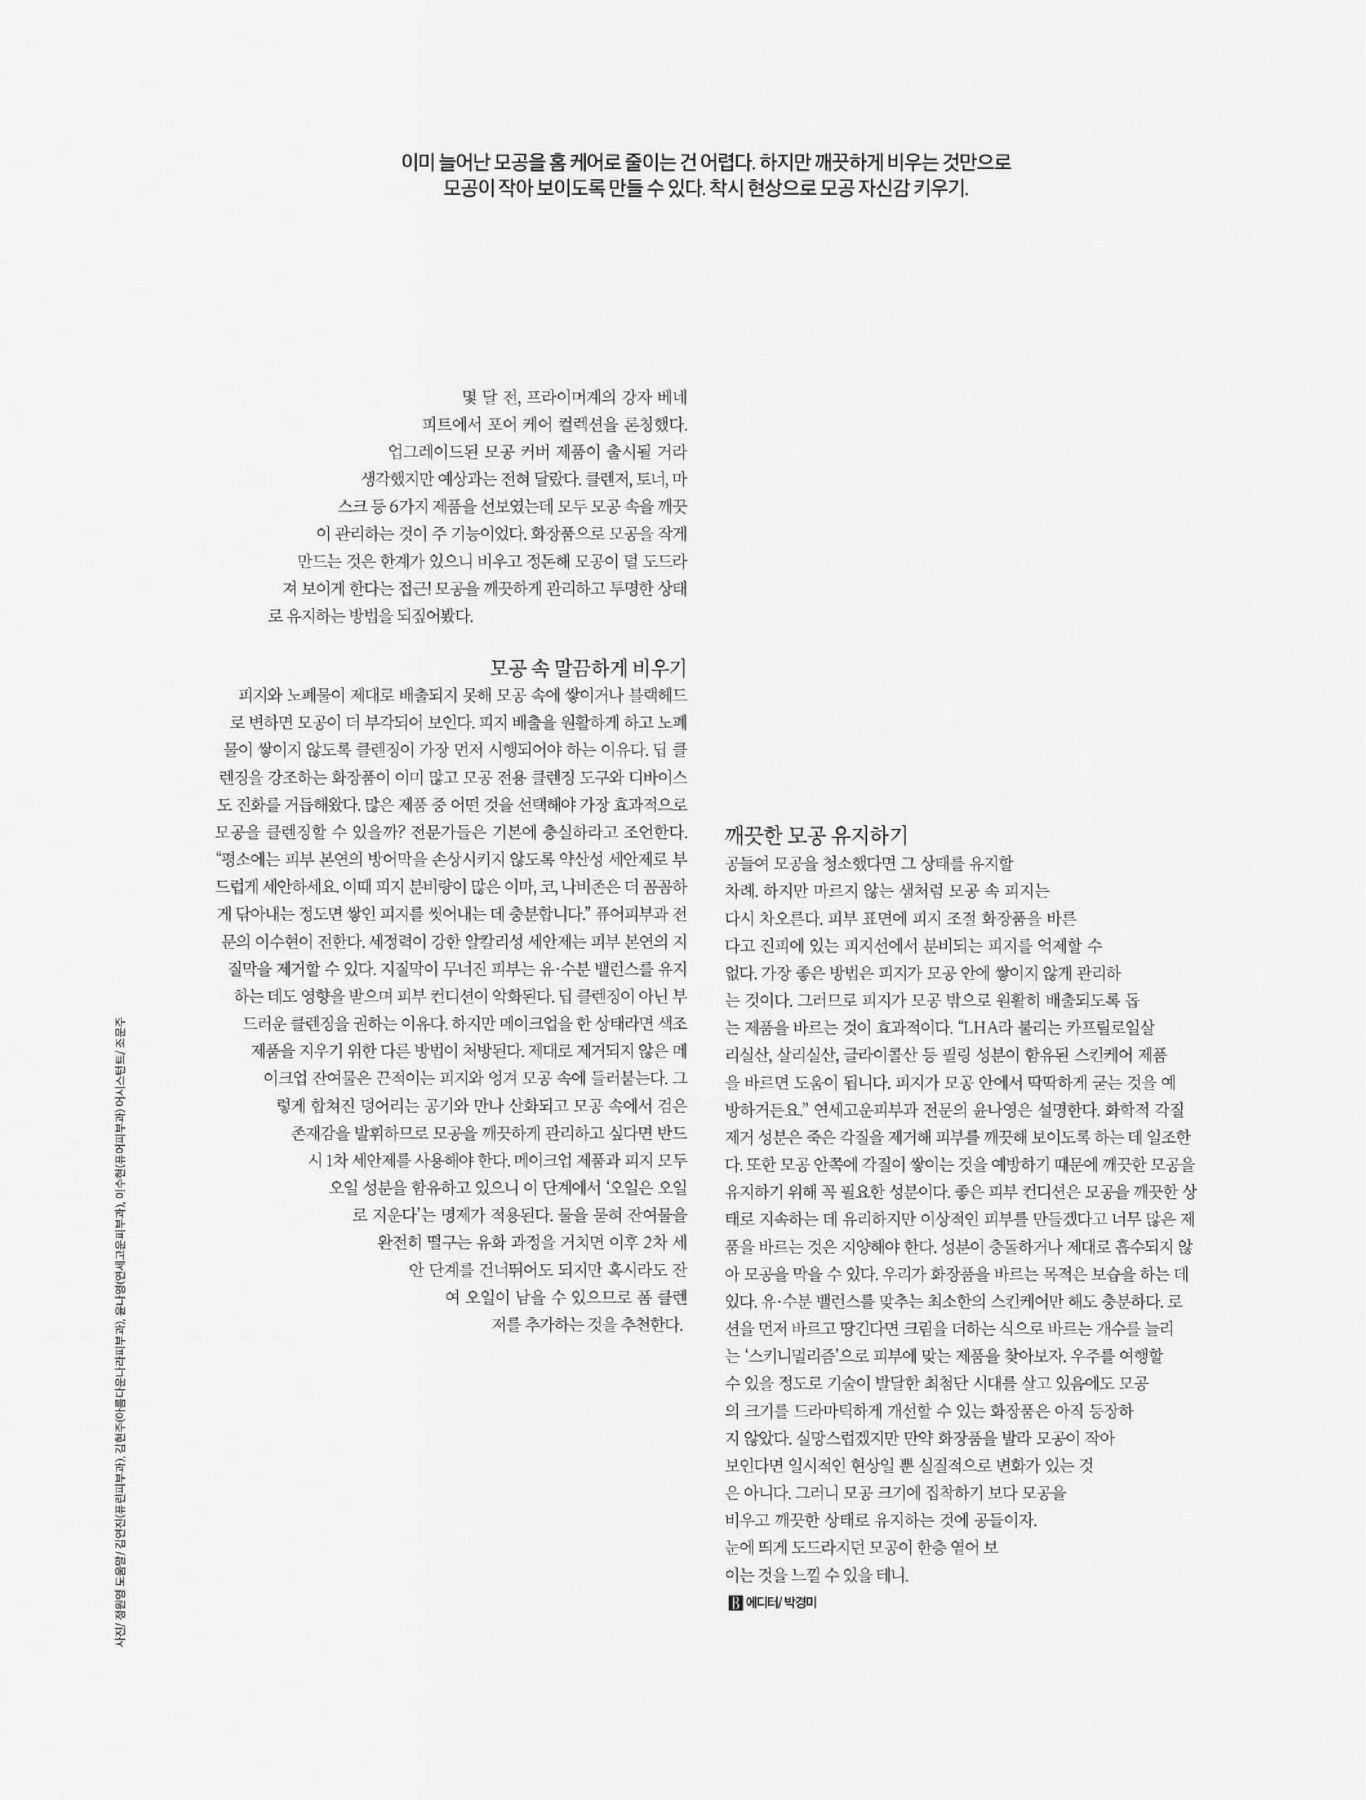 이미 늘어난 모공을 홈 케어로 줄이는 건 어렵다. 하지만 깨끗하게 비우는 것만으로
모공이 작아 보이도록 만들 수 있다. 착시 현상으로 모공 자신감 키우기.
몇 달 전, 프라이머계의 강자 베네
피트에서 포어 케어 컬렉션을 론칭했다.
업그레이드된 모공 커버 제품이 출시될 거라
생각했지만 예상과는 전혀 달랐다. 클렌저, 토너, 마
스크 등 6가지 제품을 선보였는데 모두 모공 속을 깨끗
이 관리하는 것이 주 기능이었다. 화장품으로 모공을 작게
만드는 것은 한계가 있으니 비우고 정돈해 모공이 덜 도드라
져 보이게 한다는 접근! 모공을 깨끗하게 관리하고 투명한 상태
로 유지하는 방법을 되짚어봤다.
모공 속 말끔하게 비우기
피지와 노폐물이 제대로 배출되지 못해 모공 속에 쌓이거나 블랙헤드
로 변하면 모공이 더 부각되어 보인다. 피지 배출을 원활하게 하고 노폐
물이 쌓이지 않도록 클렌징이 가장 먼저 시행되어야 하는 이유다. 딥 클
렌징을 강조하는 화장품이 이미 많고 모공 전용 클렌징 도구와 디바이스
도 진화를 거듭해왔다. 많은 제품 중 어떤 것을 선택해야 가장 효과적으로
모공을 클렌징할 수 있을까? 전문가들은 기본에 충실하라고 조언한다.
“평소에는 피부 본연의 방어막을 손상시키지 않도록 약산성 세안제로 부
드럽게 세안하세요. 이때 피지 분비량이 많은 이마, 코, 나비존은 더 꼼꼼하
게 닦아내는 정도면 쌓인 피지를 씻어내는 데 충분합니다.” 퓨어피부과 전
문의 이수현이 전한다. 세정력이 강한 알칼리성 세안제는 피부 본연의 지
질막을 제거할 수 있다. 지질막이 무너진 피부는 유·수분 밸런스를 유지
하는 데도 영향을 받으며 피부 컨디션이 악화된다. 딥 클렌징이 아닌 부
드러운 클렌징을 권하는 이유다. 하지만 메이크업을 한 상태라면 색조
제품을 지우기 위한 다른 방법이 처방된다. 제대로 제거되지 않은 메
이크업 잔여물은 끈적이는 피지와 엉겨 모공 속에 들러붙는다. 그
렇게 합쳐진 덩어리는 공기와 만나 산화되고 모공 속에서 검은
존재감을 발휘하므로 모공을 깨끗하게 관리하고 싶다면 반드
시 1차 세안제를 사용해야 한다. 메이크업 제품과 피지 모두
오일 성분을 함유하고 있으니 이 단계에서 ‘오일은 오일
로 지운다’는 명제가 적용된다. 물을 묻혀 잔여물을
완전히 떨구는 유화 과정을 거치면 이후 2차 세
안 단계를 건너뛰어도 되지만 혹시라도 잔
여 오일이 남을 수 있으므로 폼 클렌
저를 추가하는 것을 추천한다.
깨끗한 모공 유지하기
공들여 모공을 청소했다면 그 상태를 유지할
차례. 하지만 마르지 않는 샘처럼 모공 속 피지는
다시 차오른다. 피부 표면에 피지 조절 화장품을 바른
다고 진피에 있는 피지선에서 분비되는 피지를 억제할 수
없다. 가장 좋은 방법은 피지가 모공 안에 쌓이지 않게 관리하
는 것이다. 그러므로 피지가 모공 밖으로 원활히 배출되도록 돕
는 제품을 바르는 것이 효과적이다. “LHA라 불리는 카프릴로일살
리실산, 살리실산, 글라이콜산 등 필링 성분이 함유된 스킨케어 제품
을 바르면 도움이 됩니다. 피지가 모공 안에서 딱딱하게 굳는 것을 예
방하거든요.” 연세고운피부과 전문의 윤나영은 설명한다. 화학적 각질
제거 성분은 죽은 각질을 제거해 피부를 깨끗해 보이도록 하는 데 일조한
다. 또한 모공 안쪽에 각질이 쌓이는 것을 예방하기 때문에 깨끗한 모공을
유지하기 위해 꼭 필요한 성분이다. 좋은 피부 컨디션은 모공을 깨끗한 상
태로 지속하는 데 유리하지만 이상적인 피부를 만들겠다고 너무 많은 제
품을 바르는 것은 지양해야 한다. 성분이 충돌하거나 제대로 흡수되지 않
아 모공을 막을 수 있다. 우리가 화장품을 바르는 목적은 보습을 하는 데
있다. 유·수분 밸런스를 맞추는 최소한의 스킨케어만 해도 충분하다. 로
션을 먼저 바르고 땅긴다면 크림을 더하는 식으로 바르는 개수를 늘리
는 ‘스키니멀리즘’으로 피부에 맞는 제품을 찾아보자. 우주를 여행할
수 있을 정도로 기술이 발달한 최첨단 시대를 살고 있음에도 모공
의 크기를 드라마틱하게 개선할 수 있는 화장품은 아직 등장하
지 않았다. 실망스럽겠지만 만약 화장품을 발라 모공이 작아
보인다면 일시적인 현상일 뿐 실질적으로 변화가 있는 것
은 아니다. 그러니 모공 크기에 집착하기 보다 모공을
비우고 깨끗한 상태로 유지하는 것에 공들이자.
눈에 띄게 도드라지던 모공이 한층 옅어 보
이는 것을 느낄 수 있을 테니.
B 에디터/ 박경미
사진/ 정원영 도움말/ 김연진(퓨린피부과), 김현주(아름다운나라피부과), 윤나영(연세고운피부과), 이수현(퓨어피부과) 어시스턴트/ 조문주